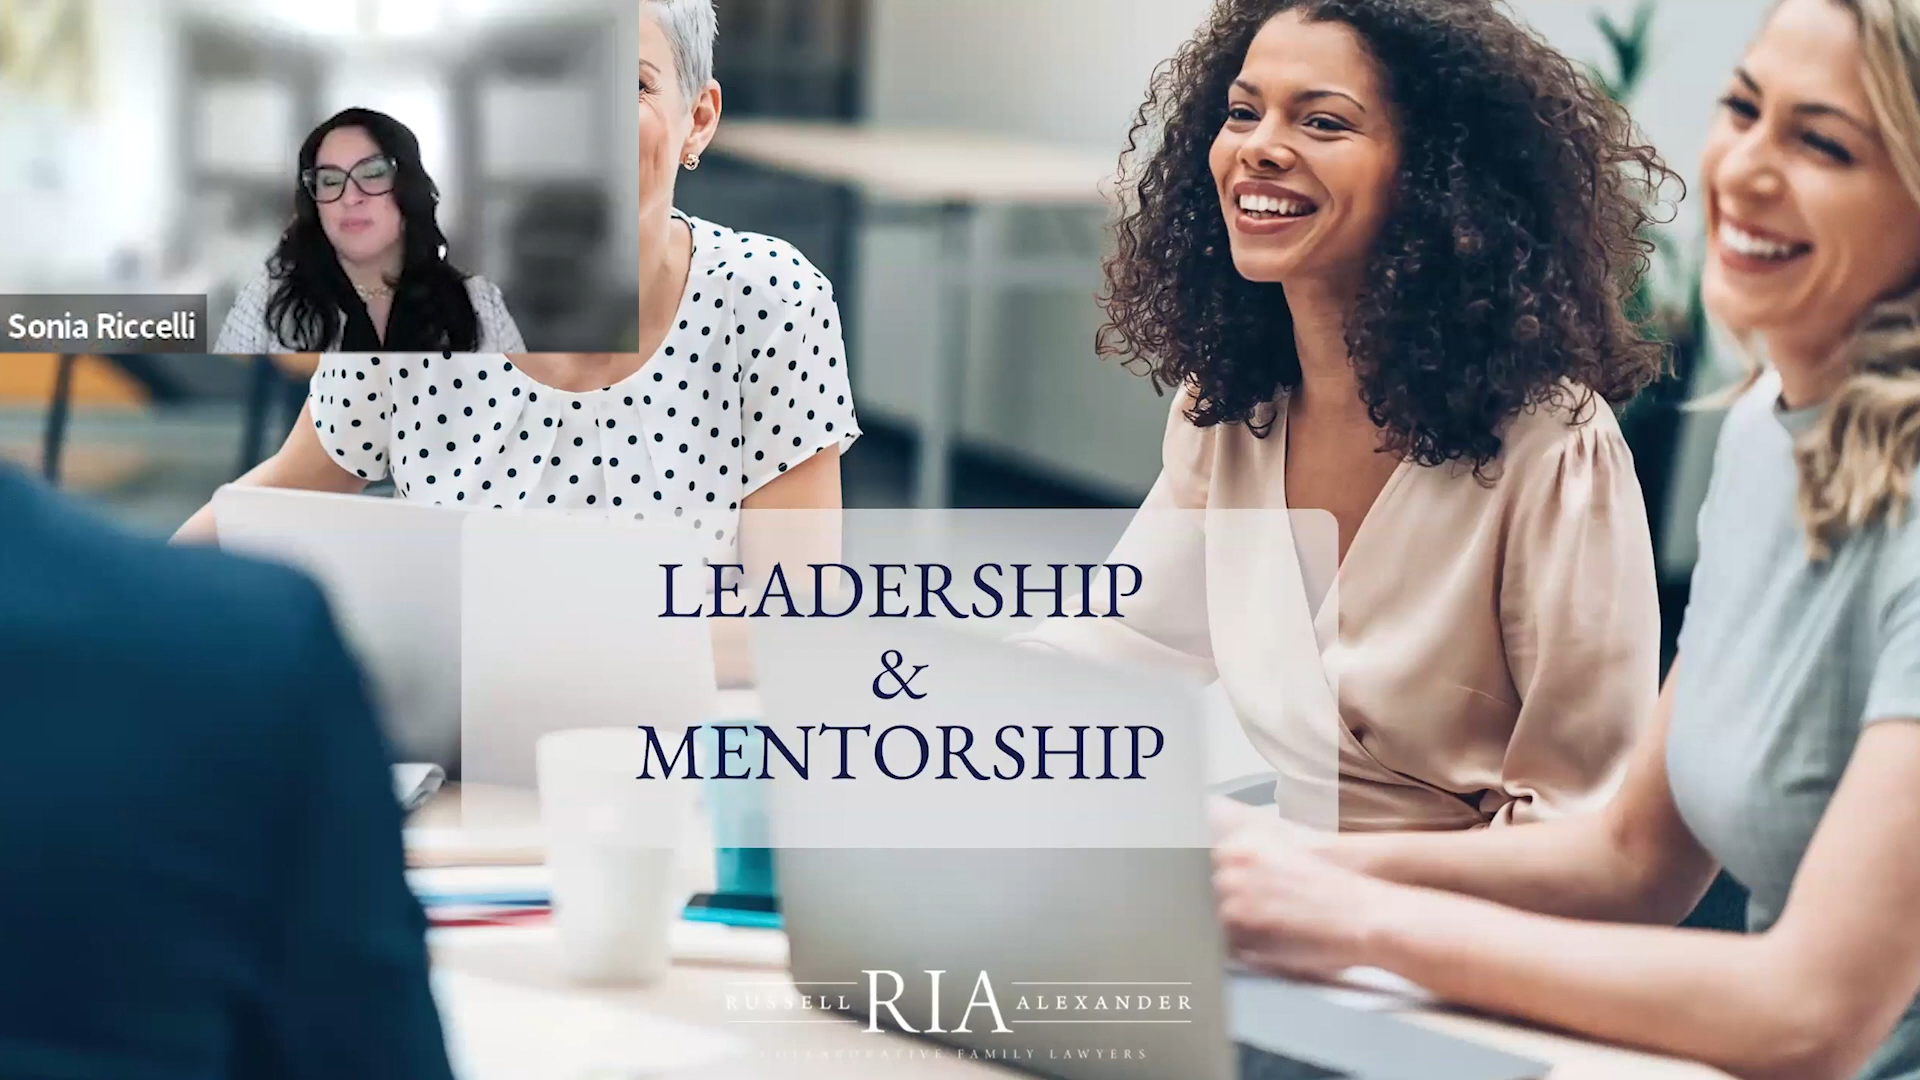 Sonia Riccelli
LEADERSHIP
&
MENTORSHIP
RUSSELL RIA ALEXANDER
COLLABORATIVE FAMILY LAWYERS